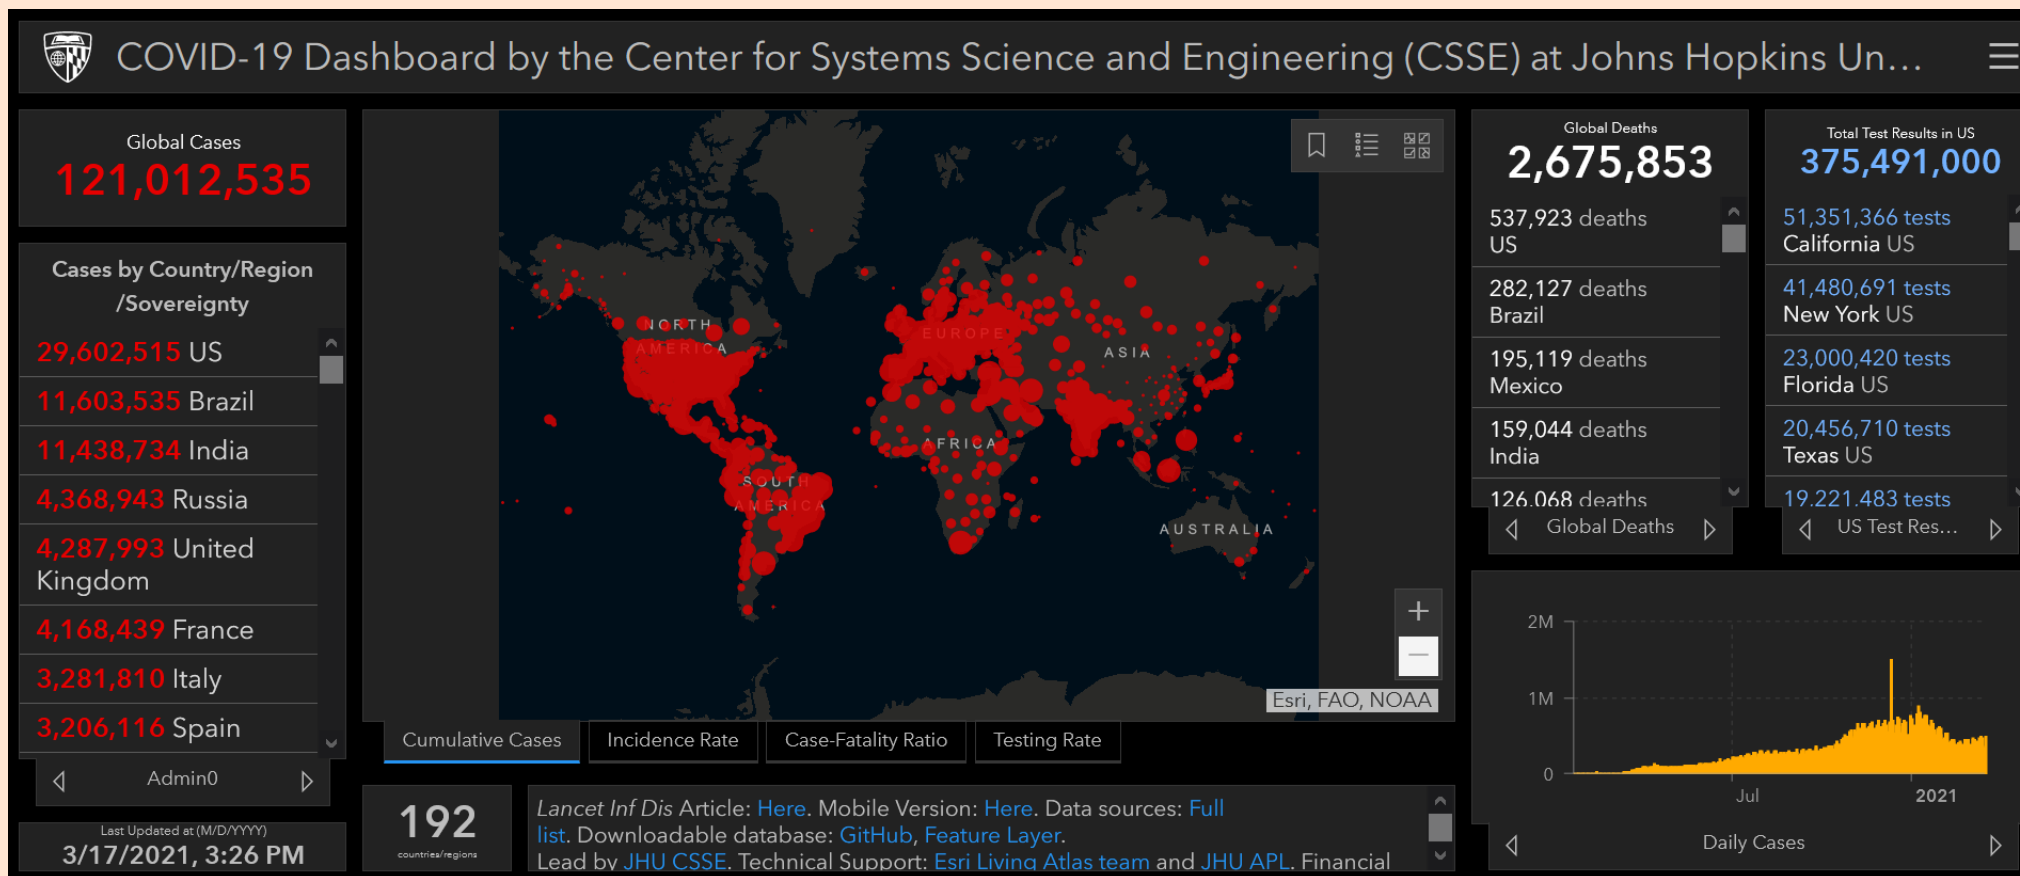 COVID-19 Dashboard by the Center for Systems Science and Engineering (CSSE) at Johns Hopkins Un...
Global Cases
121,012,535
Cases by Country/Region
/Sovereignty
29,602,515 US
11,603,535 Brazil
11,438,734 India
4,368,943 Russia
4,287,993 United
Kingdom
4,168,439 France
3,281,810 Italy
3,206,116 Spain
Admin0
Last Updated at (M/D/YYYY)
3/17/2021, 3:26 PM
NORTH
AMERICA
EUROPE
ASIA
AFRICA
SOUTH
AMERICA
AUSTRALIA
+
−
Esri, FAO, NOAA
Cumulative Cases
Incidence Rate
Case-Fatality Ratio
Testing Rate
192
countries/regions
Lancet Inf Dis Article: Here. Mobile Version: Here. Data sources: Full
list. Downloadable database: GitHub, Feature Layer.
Lead by JHU CSSE. Technical Support: Esri Living Atlas team and JHU APL. Financial
Global Deaths
2,675,853
537,923 deaths
US
282,127 deaths
Brazil
195,119 deaths
Mexico
159,044 deaths
India
126,068 deaths
Global Deaths
Total Test Results in US
375,491,000
51,351,366 tests
California US
41,480,691 tests
New York US
23,000,420 tests
Florida US
20,456,710 tests
Texas US
19,221,483 tests
US Test Res...
2M
1M
0
Jul
2021
Daily Cases